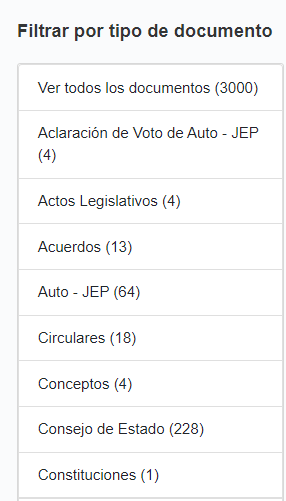 Filtrar por tipo de documento
Ver todos los documentos (3000)
Aclaración de Voto de Auto - JEP
(4)
Actos Legislativos (4)
Acuerdos (13)
Auto - JEP (64)
Circulares (18)
Conceptos (4)
Consejo de Estado (228)
Constituciones (1)